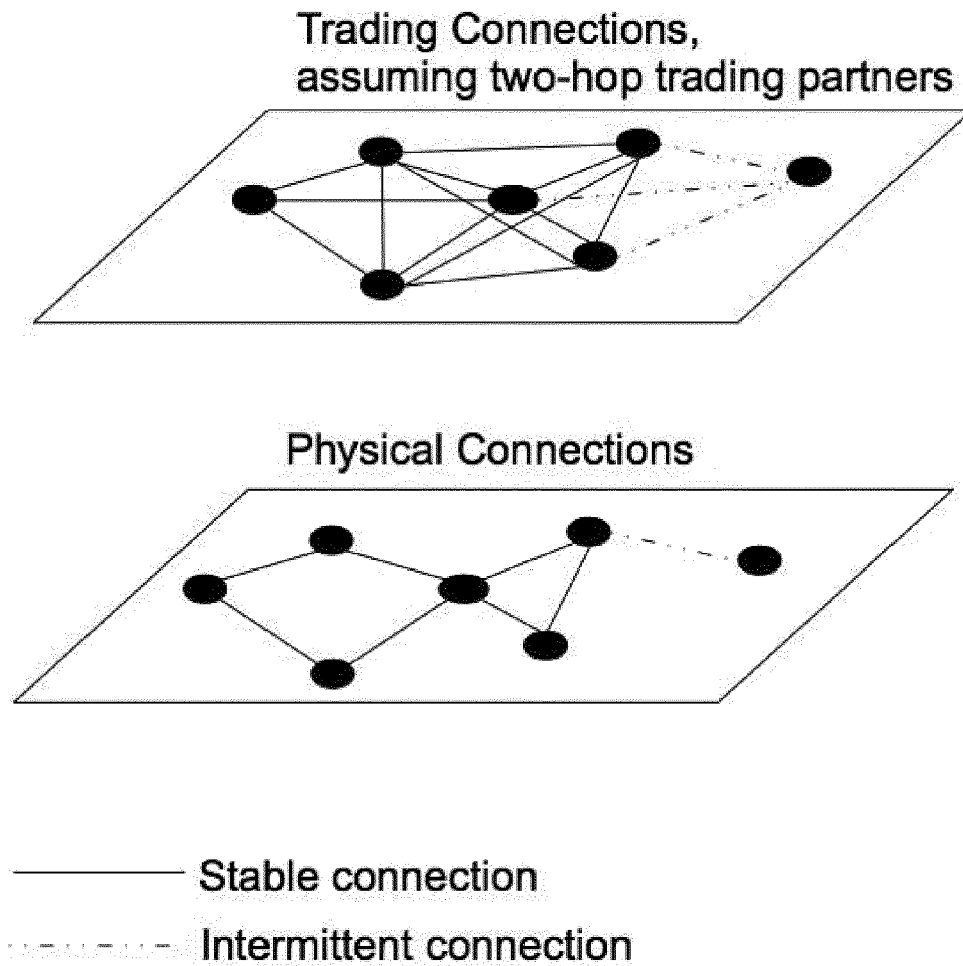 Trading Connections,
assuming two-hop trading partners
Physical Connections
Stable connection
Intermittent connection